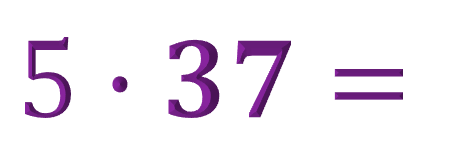 5 · 37 =